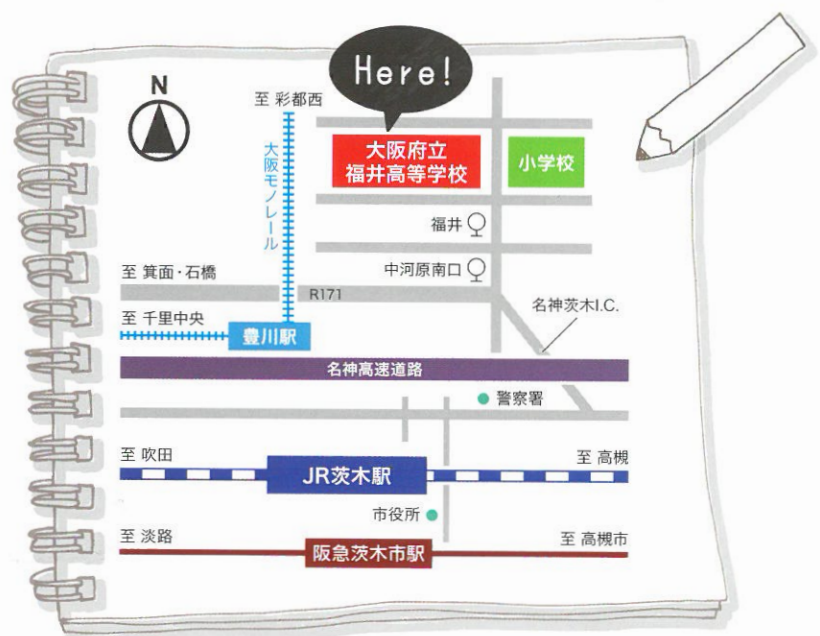 Here!
N
至 彩都西
大阪モノレール
大阪府立
福井高等学校
小学校
福井
中河原南口
至 箕面・石橋
R171
名神茨木I.C.
至 千里中央
豊川駅
名神高速道路
警察署
至 吹田
JR茨木駅
至 高槻
市役所
至 淡路
阪急茨木市駅
至 高槻市